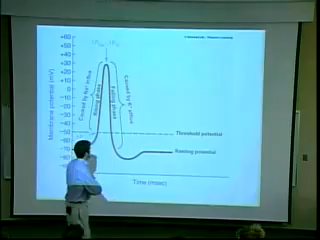 +60
+50
+40
+30
+20
+10
0
-10
-20
-30
-40
-50
-60
-70
-80
-90
Membrane potential (mV)
Caused by Na+ influx
Rising phase
Falling phase
Caused by K+ efflux
Threshold potential
Resting potential
Time (msec)